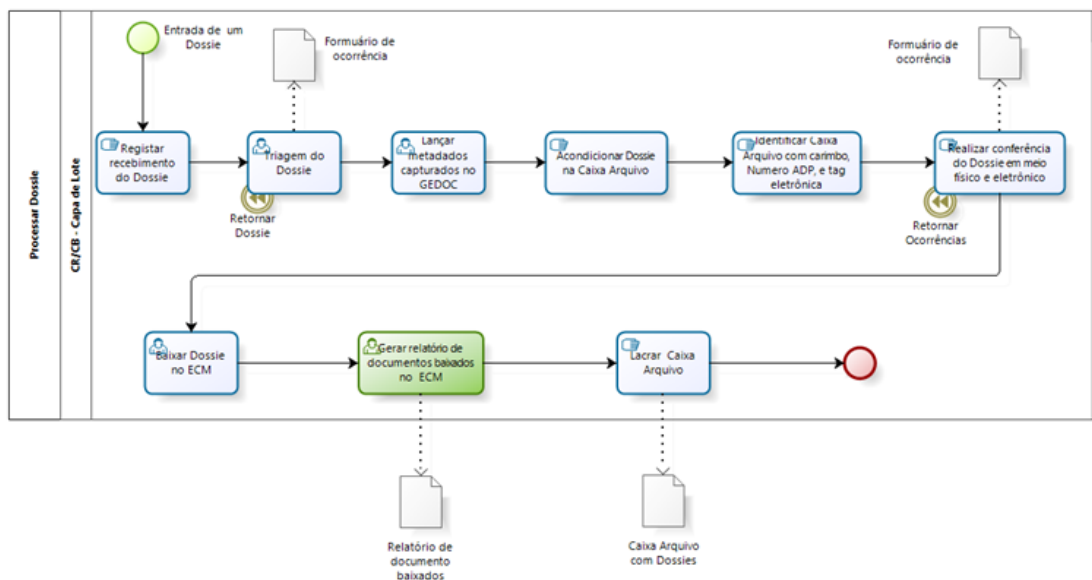 Processar Dossie
CR/CB - Capa de Lote
Entrada de um
Dossie
Formuário de
ocorrência
Formuário de
ocorrência
Registar
recebimento
do Dossie
Triagem do
Dossie
Lançar
metadados
capturados no
GEDOC
Acondicionar Dossie
na Caixa Arquivo
Identificar Caixa
Arquivo com carimbo,
Numero ADP, e tag
eletrônica
Realizar conferência
do Dossie em meio
físico e eletrônico
Retornar
Dossie
Retornar
Ocorrências
Baixar Dossie
no ECM
Gerar relatório de
documentos baixados
no ECM
Lacrar Caixa
Arquivo
Relatório de
documento
baixados
Caixa Arquivo
com Dossies